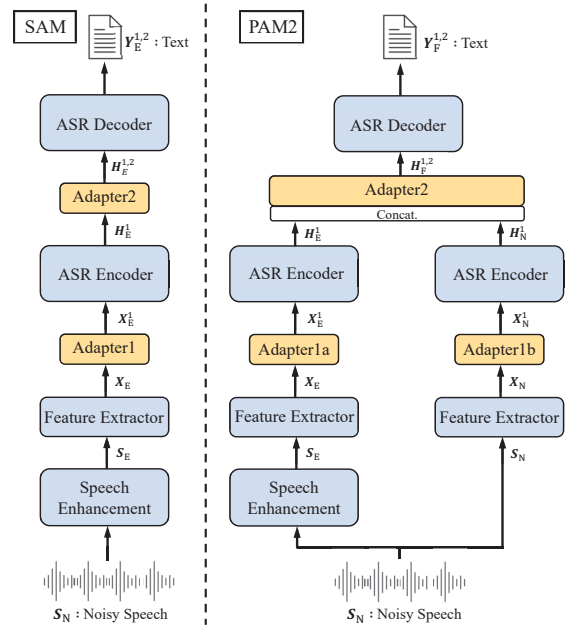 SAM
Y_E^{1,2} : Text
ASR Decoder
H_E^{1,2}
Adapter2
H_E^1
ASR Encoder
X_E^1
Adapter1
X_E
Feature Extractor
S_E
Speech
Enhancement
S_N : Noisy Speech
PAM2
Y_F^{1,2} : Text
ASR Decoder
H_F^{1,2}
Adapter2
Concat.
H_E^1
H_N^1
ASR Encoder
ASR Encoder
X_E^1
X_N^1
Adapter1a
Adapter1b
X_E
X_N
Feature Extractor
Feature Extractor
S_E
S_N
Speech
Enhancement
S_N : Noisy Speech